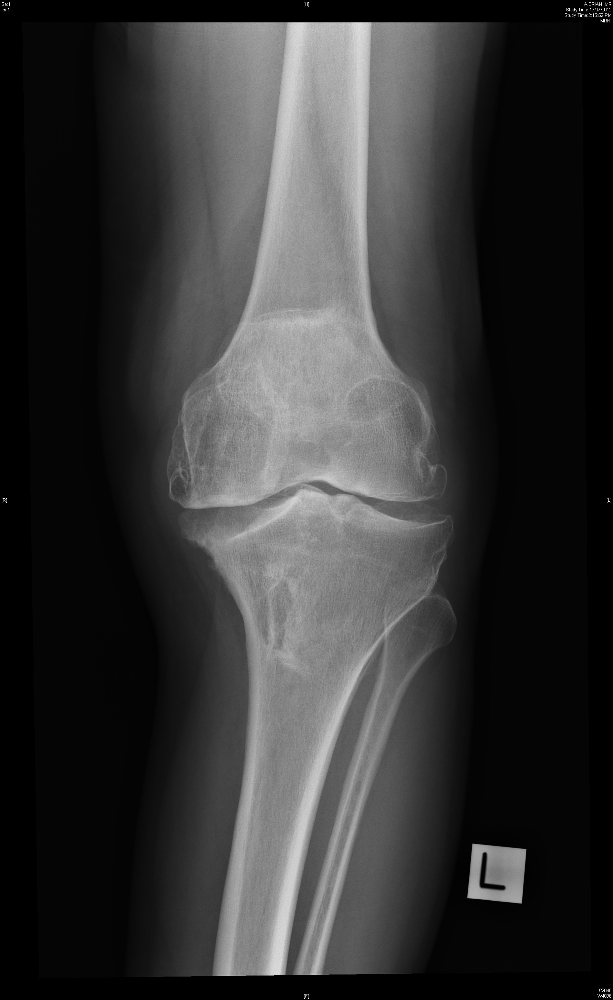 Se:1
Im:1
[H]
A.BRIAN, MR
Study Date:19/07/2012
Study Time:2:15:52 PM
MRN:
[R]
[L]
L
[F]
C2048
W4096